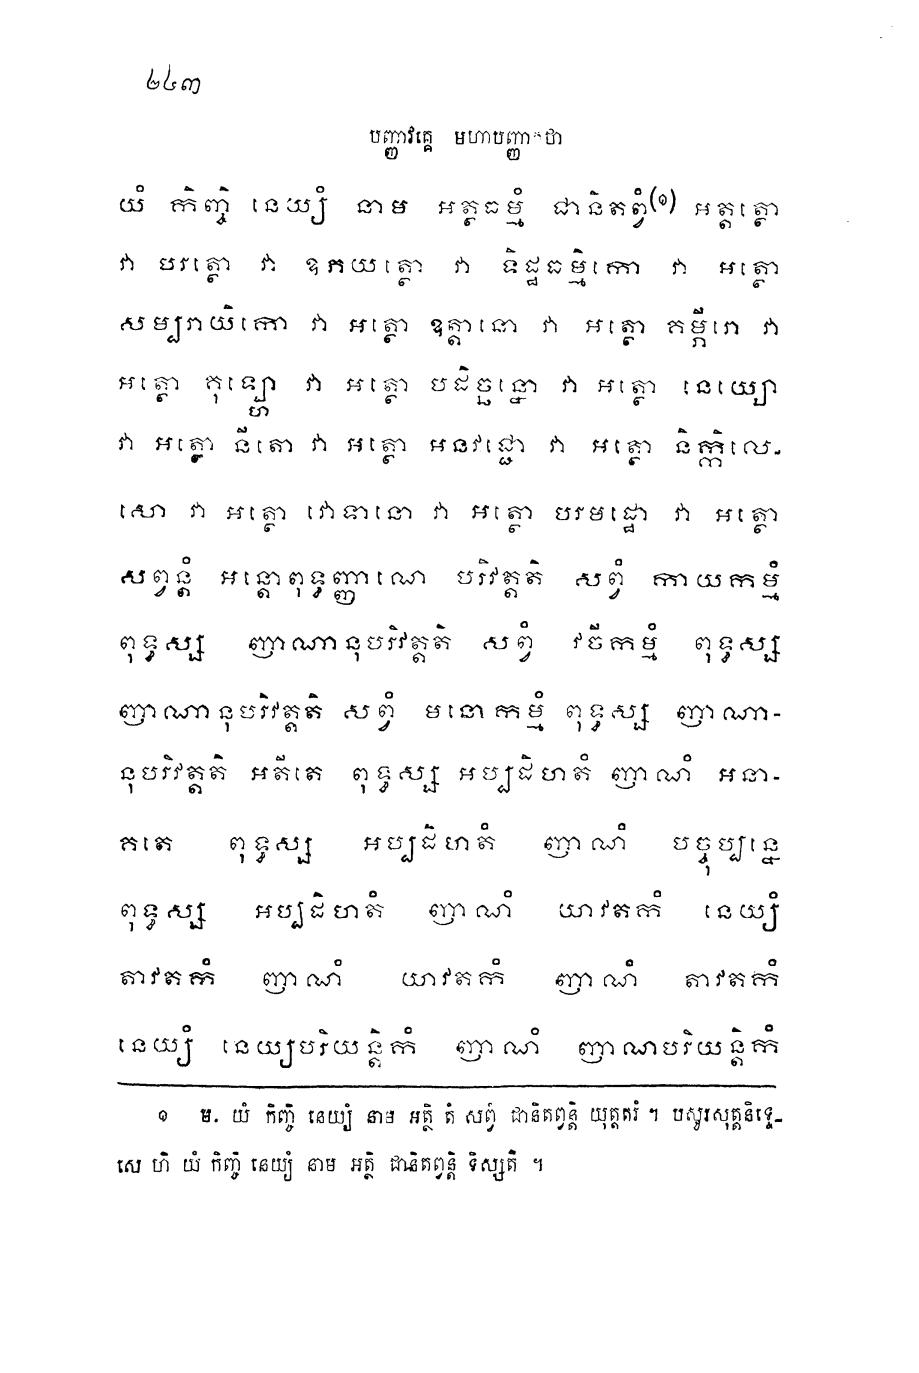 ២៤៣
បញ្ញាវគ្គេ មហាបញ្ញាកថា
យំ កិញ្ចិ នេយ្យំ នាម អត្ថធម្មំ ជានិតព្វំ(១) អត្តត្ថោ
វា បរត្ថោ វា ឧភយត្ថោ វា ទិដ្ឋធម្មិកោ វា អត្ថោ
សម្បរាយិកោ វា អត្ថោ ឧត្តានោ វា អត្ថោ គម្ភីរោ វា
អត្ថោ គុឡ្ហោ វា អត្ថោ បដិច្ឆន្នោ វា អត្ថោ នេយ្យោ
វា អត្ថោ នីតោ វា អត្ថោ អនវជ្ជោ វា អត្ថោ និក្កិលេ-
សោ វា អត្ថោ វោទានោ វា អត្ថោ បរមដ្ឋោ វា អត្ថោ
សព្វន្តំ អន្តោពុទ្ធញ្ញាណេ បរិវត្តតិ សព្វំ កាយកម្មំ
ពុទ្ធស្ស ញាណានុបរិវត្តតិ សព្វំ វចីកម្មំ ពុទ្ធស្ស
ញាណានុបរិវត្តតិ សព្វំ មនោកម្មំ ពុទ្ធស្ស ញាណា-
នុបរិវត្តតិ អតីតេ ពុទ្ធស្ស អប្បដិហតំ ញាណំ អនា-
គតេ ពុទ្ធស្ស អប្បដិហតំ ញាណំ បច្ចុប្បន្នេ
ពុទ្ធស្ស អប្បដិហតំ ញាណំ យាវតកំ នេយ្យំ
តាវតកំ ញាណំ យាវតកំ ញាណំ តាវតកំ
នេយ្យំ នេយ្យបរិយន្តិកំ ញាណំ ញាណបរិយន្តិកំ
១ ម. យំ កិញ្ចិ នេយ្យំ នាម អត្ថិ តំ សព្វំ ជានិតព្វន្តិ យុត្តតរំ ។ បសូរសុត្តនិទ្ទេ-
សេ ហិ យំ កិញ្ចិ នេយ្យំ នាម អត្ថិ ជានិតព្វន្តិ ទិស្សតិ ។